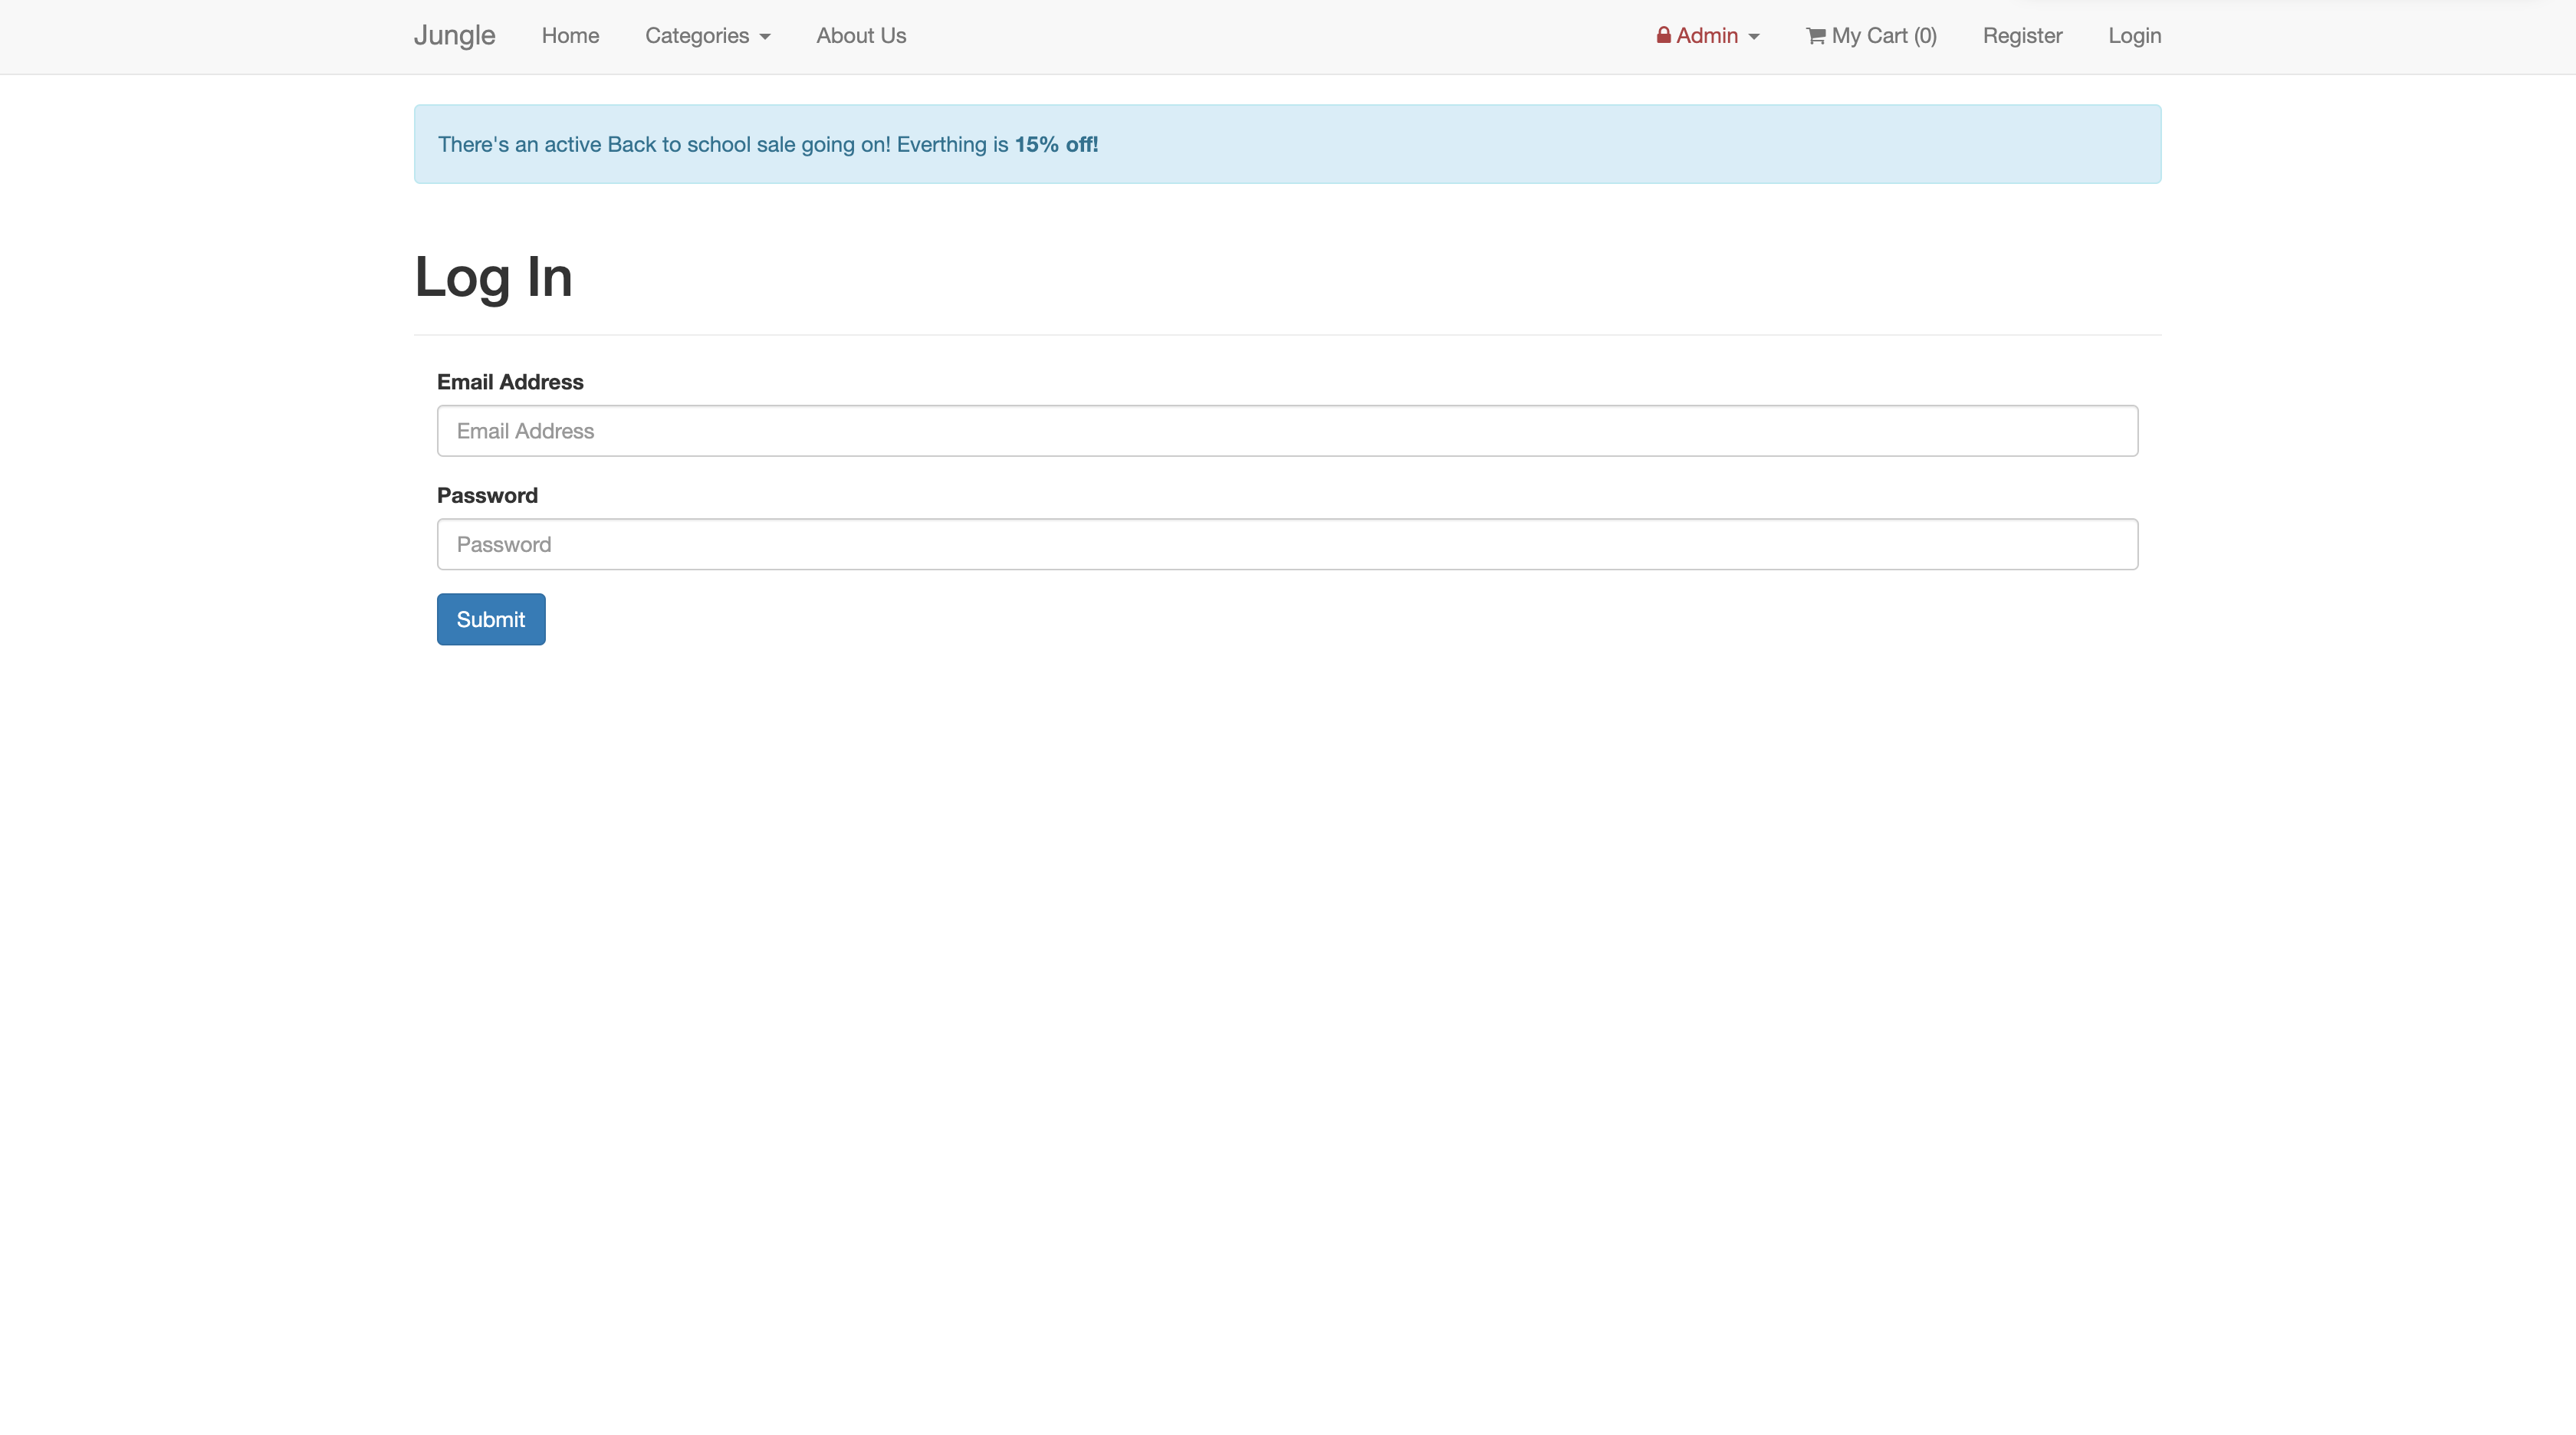 Jungle Home Categories About Us Admin My Cart (0) Register Login
There's an active Back to school sale going on! Everthing is 15% off!
Log In
Email Address
Email Address
Password
Password
Submit